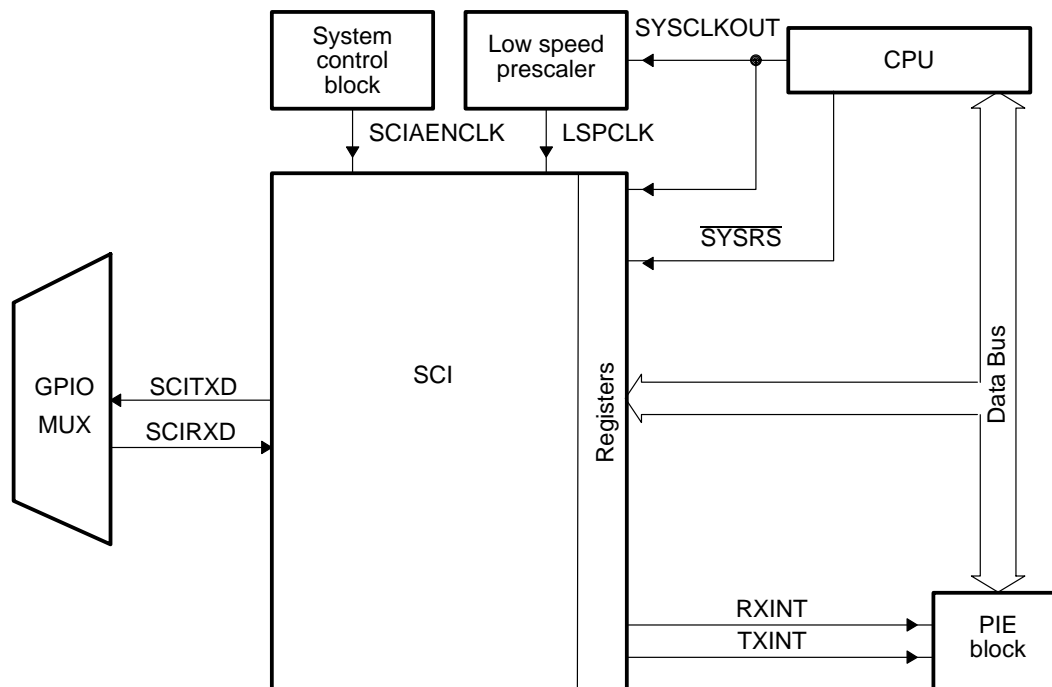 System
control
block
Low speed
prescaler
SYSCLKOUT
CPU
SCIAENCLK
LSPCLK
SYSRS
GPIO
MUX
SCITXD
SCIRXD
SCI
Registers
Data Bus
RXINT
TXINT
PIE
block